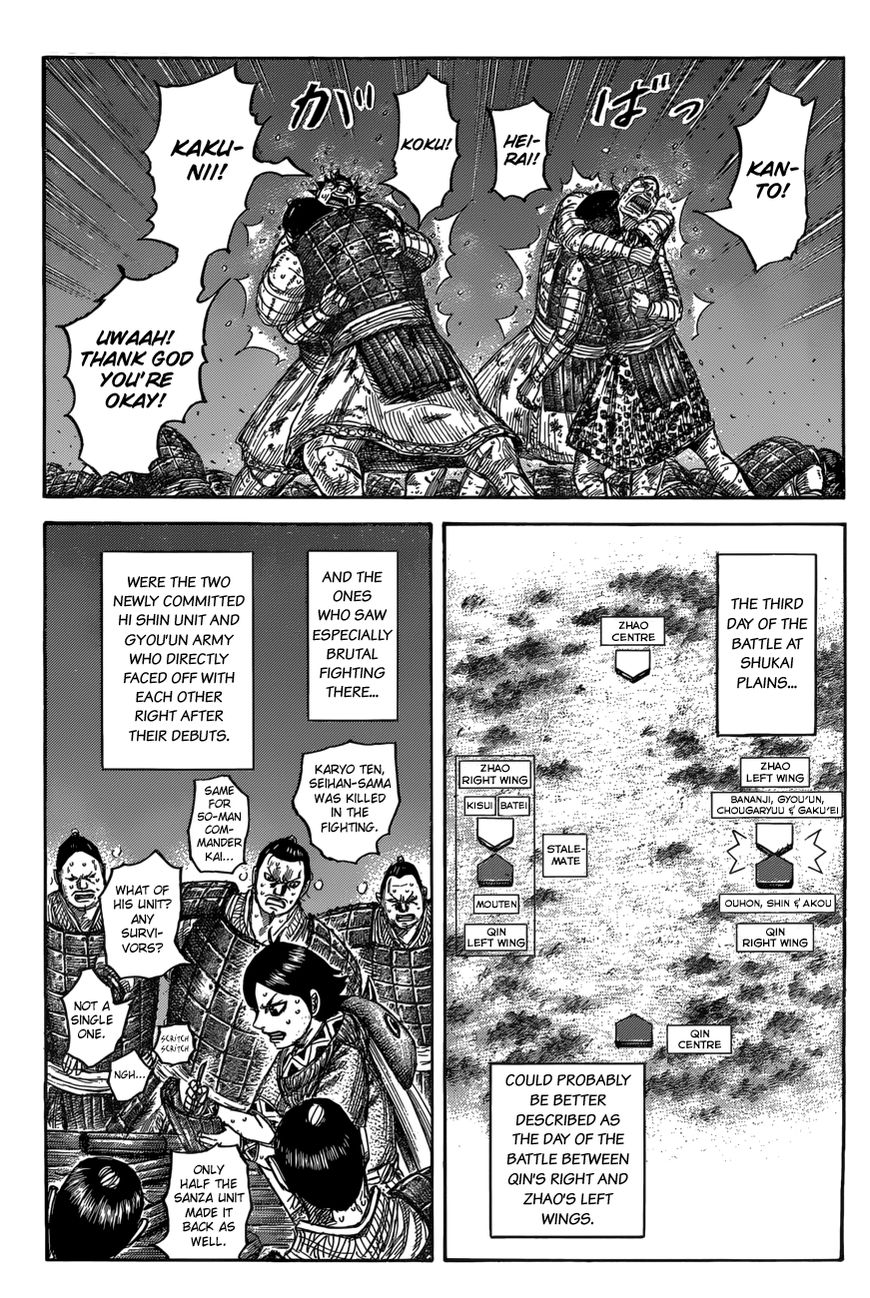 KAN-
TO!
ばっ
HEI-
RAI!
KOKU!
ガバッ
KAKU-
NII!
UWAAH!
THANK GOD
YOU'RE
OKAY!
THE THIRD
DAY OF THE
BATTLE AT
SHUKAI
PLAINS...
ZHAO
CENTRE
ZHAO
LEFT WING
BANANJI, GYOU'UN,
CHOUGARYUU & GAKU'EI
OUHON, SHIN & AKOU
QIN
RIGHT WING
ZHAO
RIGHT WING
KISUI
BATEI
STALE-
MATE
MOUTEN
QIN
LEFT WING
QIN
CENTRE
COULD PROBABLY
BE BETTER
DESCRIBED AS
THE DAY OF THE
BATTLE BETWEEN
QIN'S RIGHT AND
ZHAO'S LEFT
WINGS.
AND THE
ONES
WHO SAW
ESPECIALLY
BRUTAL
FIGHTING
THERE...
WERE THE TWO
NEWLY COMMITTED
HI SHIN UNIT AND
GYOU'UN ARMY
WHO DIRECTLY
FACED OFF WITH
EACH OTHER
RIGHT AFTER
THEIR DEBUTS.
KARYO TEN,
SEIHAN-SAMA
WAS KILLED
IN THE
FIGHTING.
SAME
FOR
50-MAN
COM-
MANDER
KAI...
WHAT OF
HIS UNIT?
ANY
SURVI-
VORS?
NOT A
SINGLE
ONE.
SCRITCH
SCRITCH
NGH...
ONLY
HALF THE
SANZA UNIT
MADE IT
BACK AS
WELL.